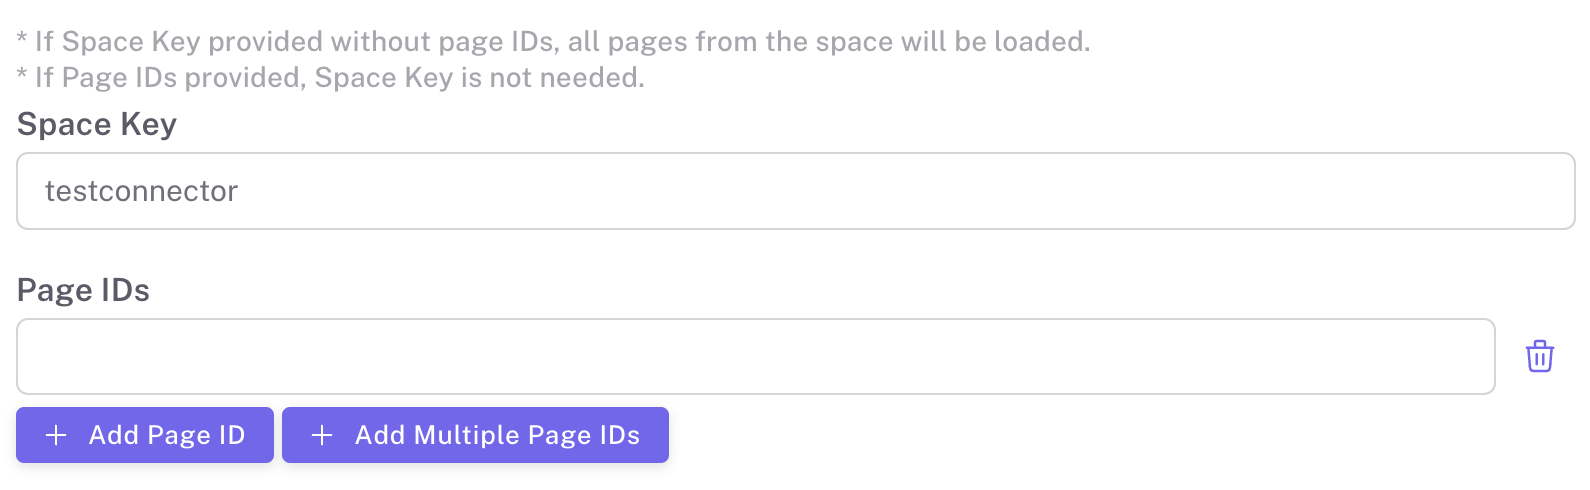 * If Space Key provided without page IDs, all pages from the space will be loaded.
* If Page IDs provided, Space Key is not needed.
Space Key
testconnector
Page IDs
Add Page ID
Add Multiple Page IDs